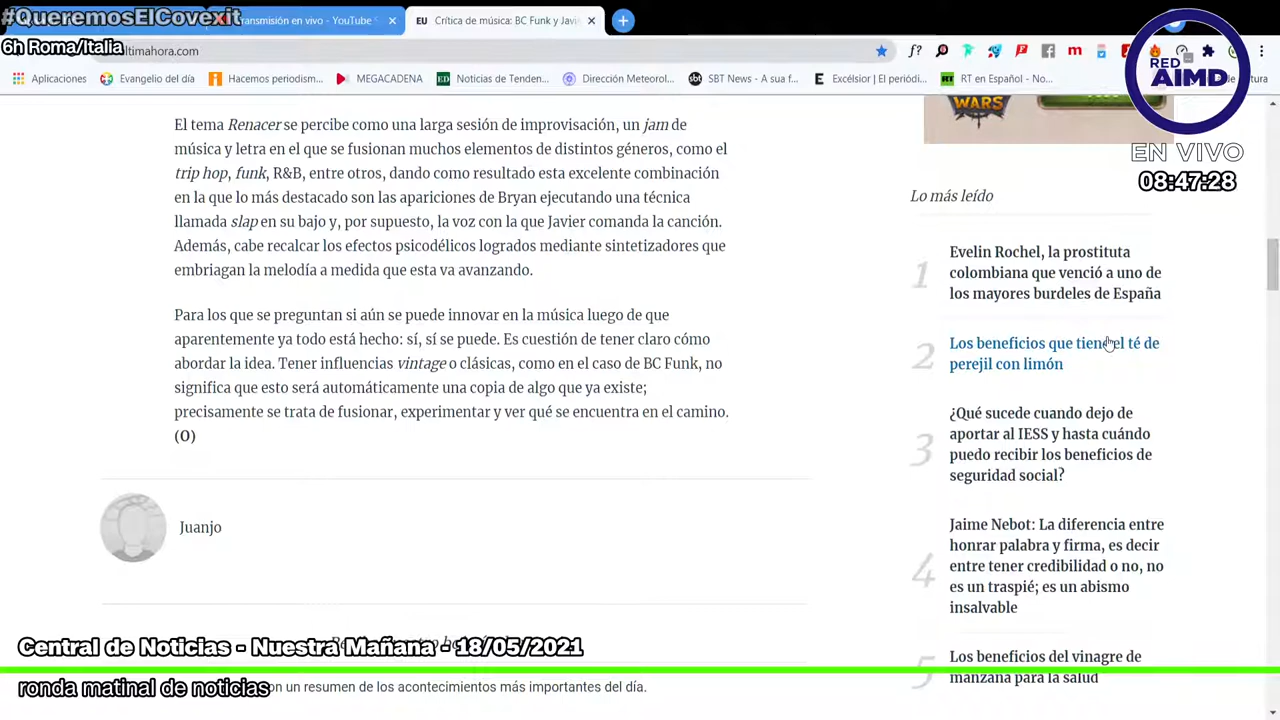 #QueremosElCovexit
6h Roma/Italia
ransmisión en vivo - YouTube
EU Crítica de música: BC Funk y Javi
ltimahora.com
Aplicaciones
Evangelio del día
Hacemos periodism...
MEGACADENA
Noticias de Tenden...
Dirección Meteorol...
SBT News - A sua f...
Excélsior | El periódi...
RT en Español - No...
RED
AIMD
EN VIVO
08:47:28
WARS
El tema Renacer se percibe como una larga sesión de improvisación, un jam de
música y letra en el que se fusionan muchos elementos de distintos géneros, como el
trip hop, funk, R&B, entre otros, dando como resultado esta excelente combinación
en la que lo más destacado son las apariciones de Bryan ejecutando una técnica
llamada slap en su bajo y, por supuesto, la voz con la que Javier comanda la canción.
Además, cabe recalcar los efectos psicodélicos logrados mediante sintetizadores que
embriagan la melodía a medida que esta va avanzando.
Para los que se preguntan si aún se puede innovar en la música luego de que
aparentemente ya todo está hecho: sí, sí se puede. Es cuestión de tener claro cómo
abordar la idea. Tener influencias vintage o clásicas, como en el caso de BC Funk, no
significa que esto será automáticamente una copia de algo que ya existe;
precisamente se trata de fusionar, experimentar y ver qué se encuentra en el camino.
(O)
Juanjo
Lo más leído
1
Evelin Rochel, la prostituta
colombiana que venció a uno de
los mayores burdeles de España
2
Los beneficios que tiene el té de
perejil con limón
3
¿Qué sucede cuando dejo de
aportar al IESS y hasta cuándo
puedo recibir los beneficios de
seguridad social?
4
Jaime Nebot: La diferencia entre
honrar palabra y firma, es decir
entre tener credibilidad o no, no
es un traspié; es un abismo
insalvable
5
Los beneficios del vinagre de
manzana para la salud
Central de Noticias - Nuestra Mañana - 18/05/2021
ronda matinal de noticias
on un resumen de los acontecimientos más importantes del día.